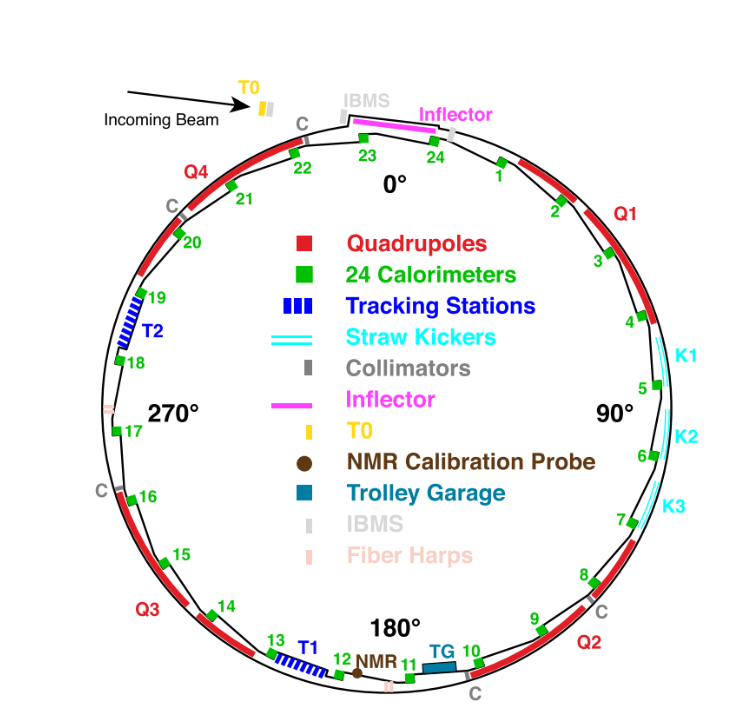 T0
Incoming Beam
IBMS
Inflector
C
23
24
22
1
0°
Q4
21
C
2
Q1
20
3
Quadrupoles
24 Calorimeters
19
Tracking Stations
4
T2
Straw Kickers
K1
18
Collimators
5
Inflector
270°
90°
17
T0
K2
6
NMR Calibration Probe
C
16
Trolley Garage
K3
7
IBMS
15
Fiber Harps
8
Q3
14
C
9
180°
Q2
13
T1
12
NMR
11
TG
10
C